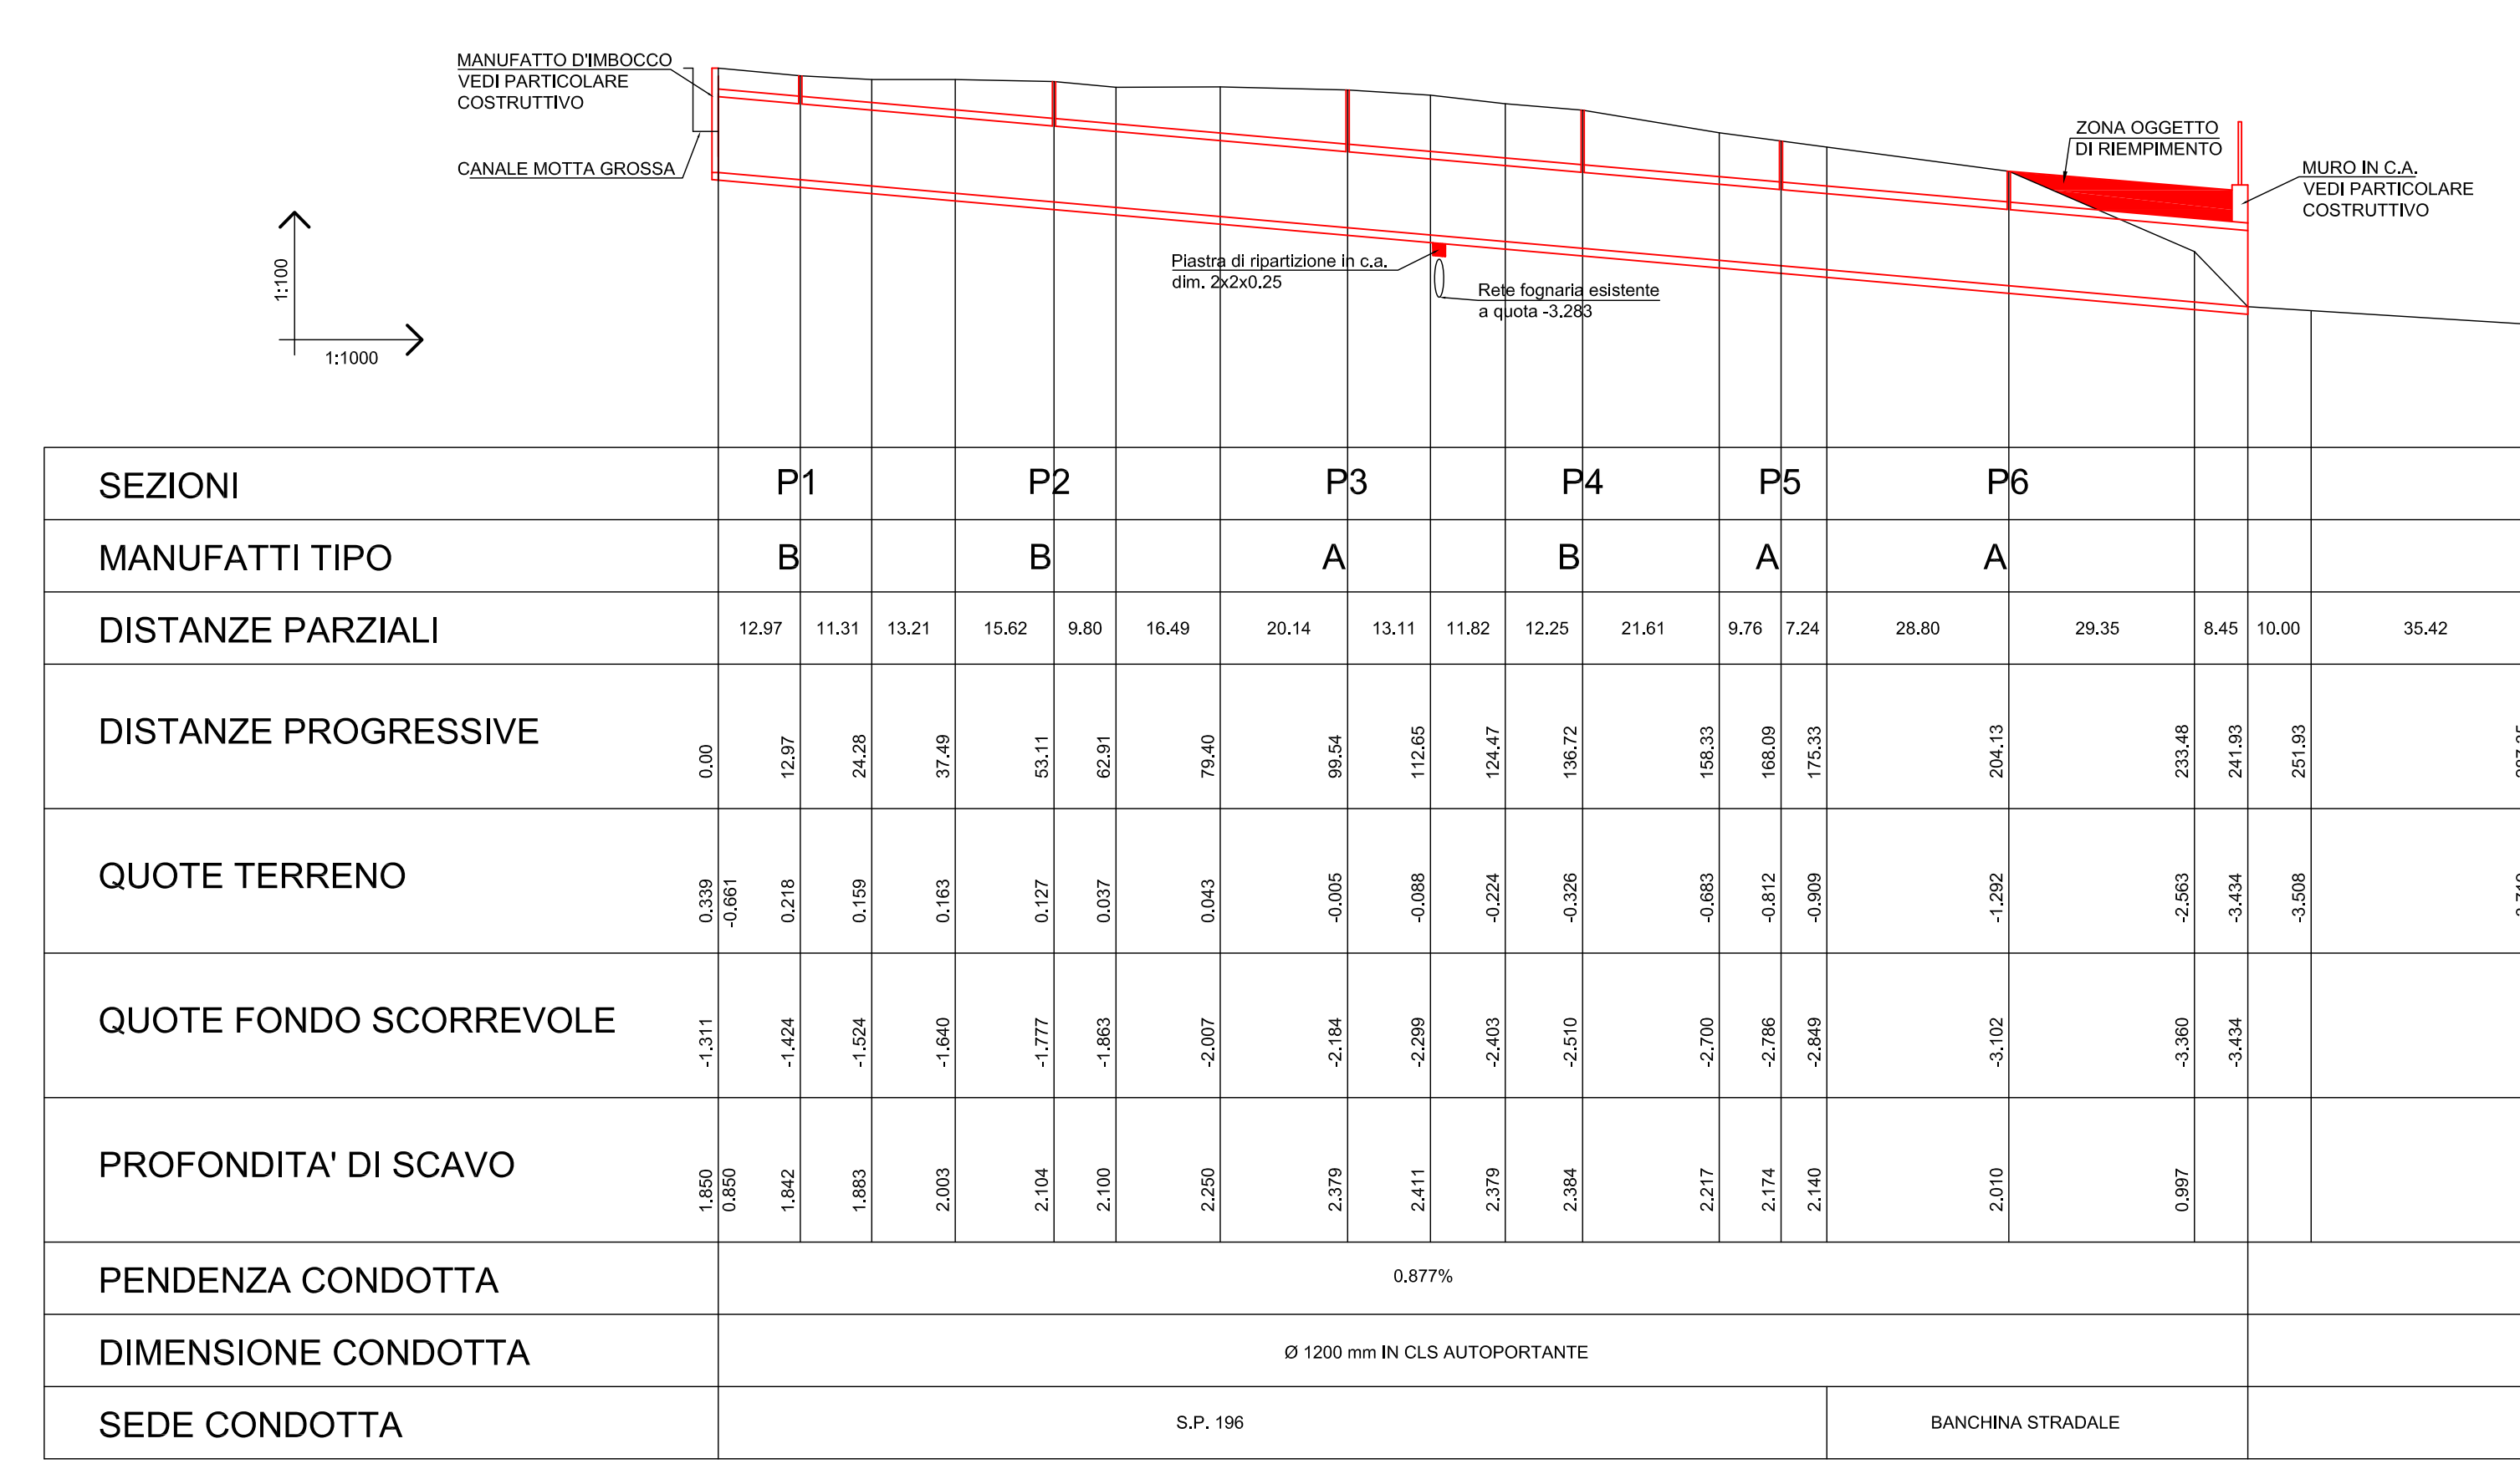 MANUFATTO D'IMBOCCO
VEDI PARTICOLARE
COSTRUTTIVO
CANALE MOTTA GROSSA
1:100
1:1000
Piastra di ripartizione in c.a.
dim. 2x2x0.25
Rete fognaria esistente
a quota -3.283
ZONA OGGETTO
DI RIEMPIMENTO
MURO IN C.A.
VEDI PARTICOLARE
COSTRUTTIVO
SEZIONI P1 P2 P3 P4 P5 P6
MANUFATTI TIPO B B A B A A
DISTANZE PARZIALI 12.97 11.31 13.21 15.62 9.80 16.49 20.14 13.11 11.82 12.25 21.61 9.76 7.24 28.80 29.35 8.45 10.00 35.42
DISTANZE PROGRESSIVE 0.00 12.97 24.28 37.49 53.11 62.91 79.40 99.54 112.65 124.47 136.72 158.33 168.09 175.33 204.13 233.48 241.93 251.93
QUOTE TERRENO 0.339 -0.661 0.218 0.159 0.163 0.127 0.037 0.043 -0.005 -0.088 -0.224 -0.326 -0.683 -0.812 -0.909 -1.292 -2.563 -3.434 -3.508
QUOTE FONDO SCORREVOLE -1.311 -1.424 -1.524 -1.640 -1.777 -1.863 -2.007 -2.184 -2.299 -2.403 -2.510 -2.700 -2.786 -2.849 -3.102 -3.360 -3.434
PROFONDITA' DI SCAVO 1.850 0.850 1.842 1.883 2.003 2.104 2.100 2.250 2.379 2.411 2.379 2.384 2.217 2.174 2.140 2.010 0.997
PENDENZA CONDOTTA 0.877%
DIMENSIONE CONDOTTA Ø 1200 mm IN CLS AUTOPORTANTE
SEDE CONDOTTA S.P. 196 BANCHINA STRADALE